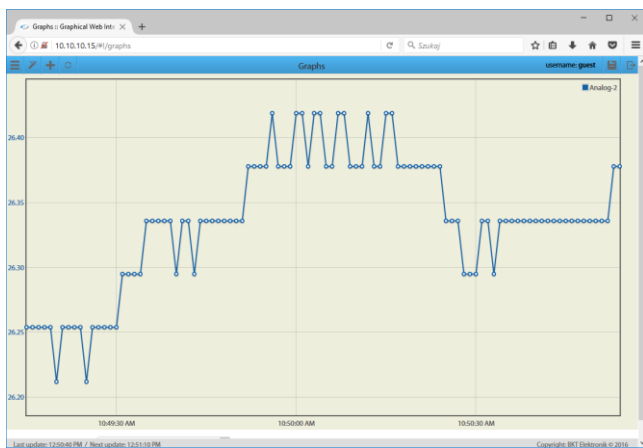 Graphs :: Graphical Web Inte
10.10.10.15/#!/graphs
Szukaj
Graphs
username: guest
Analog-2
26.40
26.35
26.30
26.25
26.20
10:49:30 AM
10:50:00 AM
10:50:30 AM
Last update: 12:50:40 PM / Next update: 12:51:10 PM
Copyright: BKT Elektronik © 2016